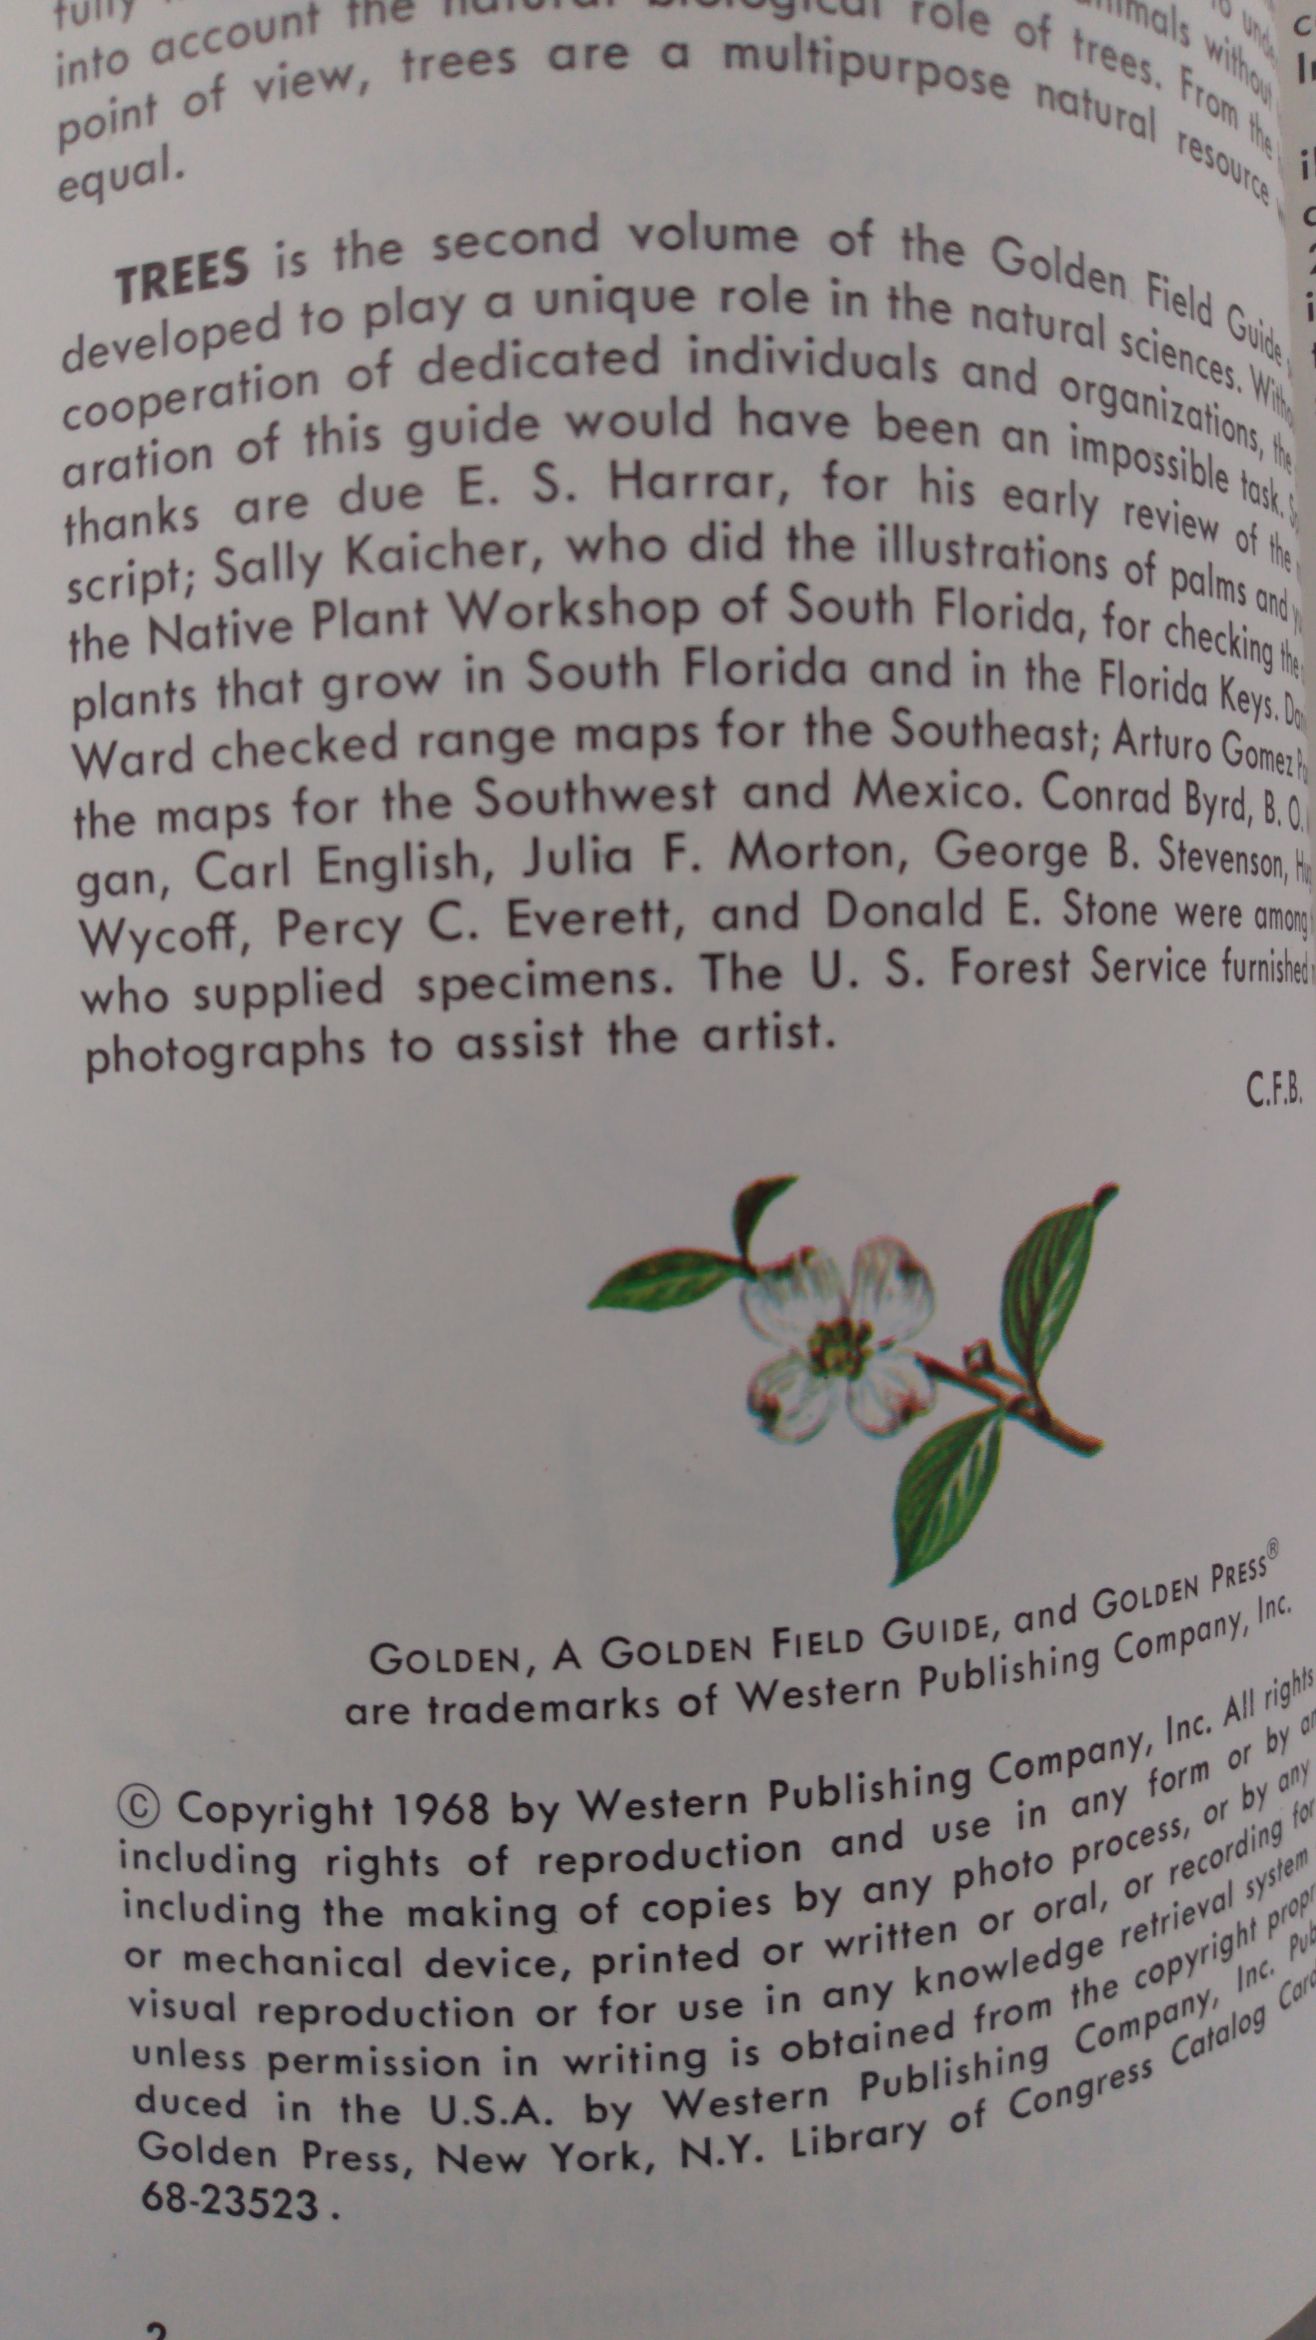 fully
into account the natural biological role of trees. From the
point of view, trees are a multipurpose natural resource
equal.
TREES is the second volume of the Golden Field Guide
developed to play a unique role in the natural sciences.
cooperation of dedicated individuals and organizations, the
aration of this guide would have been an impossible task.
thanks are due E. S. Harrar, for his early review of the
script; Sally Kaicher, who did the illustrations of palms and
the Native Plant Workshop of South Florida, for checking the
plants that grow in South Florida and in the Florida Keys.
Ward checked range maps for the Southeast; Arturo Gomez
the maps for the Southwest and Mexico. Conrad Byrd, B. O.
gan, Carl English, Julia F. Morton, George B. Stevenson,
Wycoff, Percy C. Everett, and Donald E. Stone were among
who supplied specimens. The U. S. Forest Service furnished
photographs to assist the artist.
C.F.B.
GOLDEN, A GOLDEN FIELD GUIDE, and GOLDEN PRESS®
are trademarks of Western Publishing Company, Inc.
© Copyright 1968 by Western Publishing Company, Inc. All rights
including rights of reproduction and use in any form or by
including the making of copies by any photo process, or by any
or mechanical device, printed or written or oral, or recording for
visual reproduction or for use in any knowledge retrieval system
unless permission in writing is obtained from the copyright
duced in the U.S.A. by Western Publishing Company, Inc.
Golden Press, New York, N.Y. Library of Congress Catalog Card
68-23523.
2